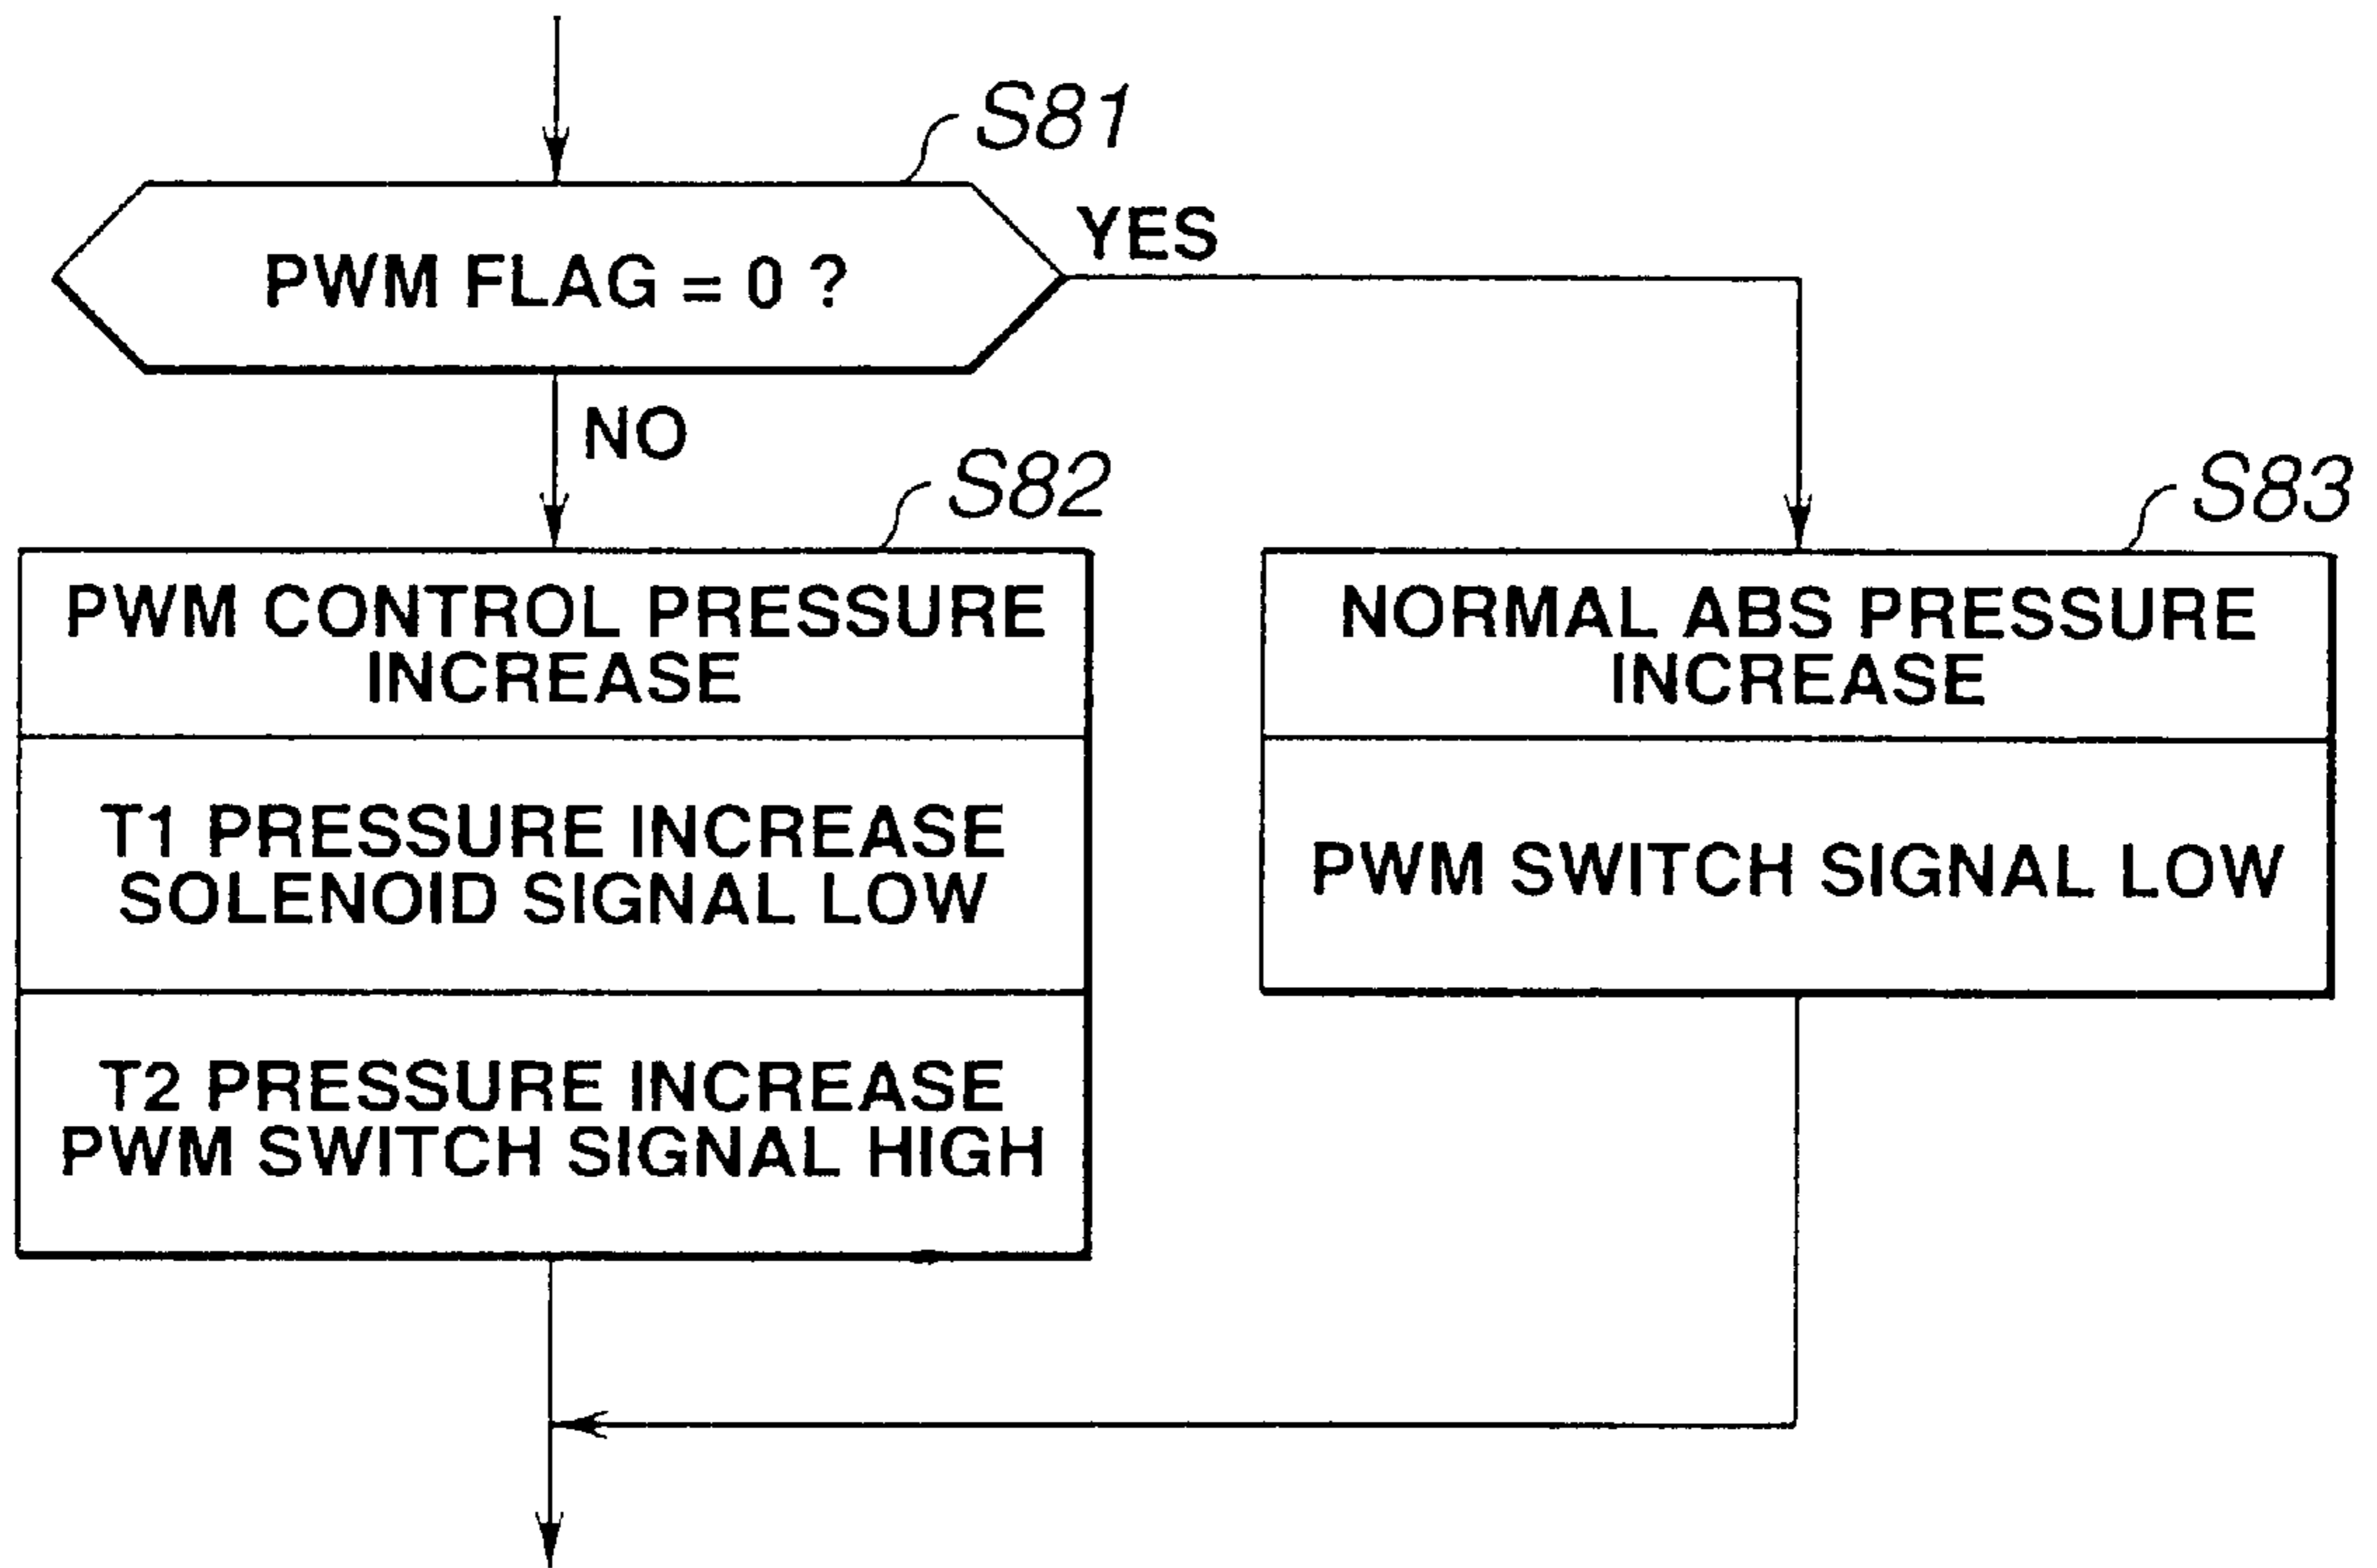 S81
PWM FLAG = 0 ?
YES
NO
S82
PWM CONTROL PRESSURE
INCREASE
T1 PRESSURE INCREASE
SOLENOID SIGNAL LOW
T2 PRESSURE INCREASE
PWM SWITCH SIGNAL HIGH
S83
NORMAL ABS PRESSURE
INCREASE
PWM SWITCH SIGNAL LOW